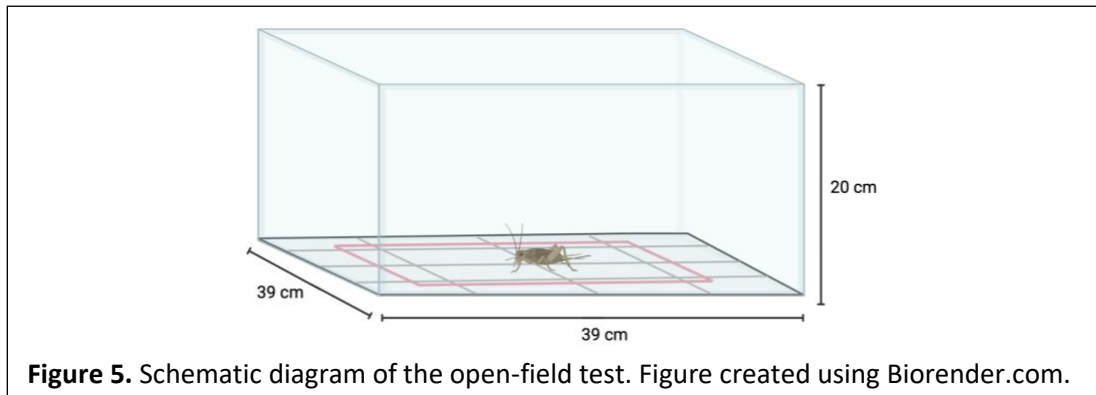 20 cm
39 cm
39 cm
Figure 5. Schematic diagram of the open-field test. Figure created using Biorender.com.